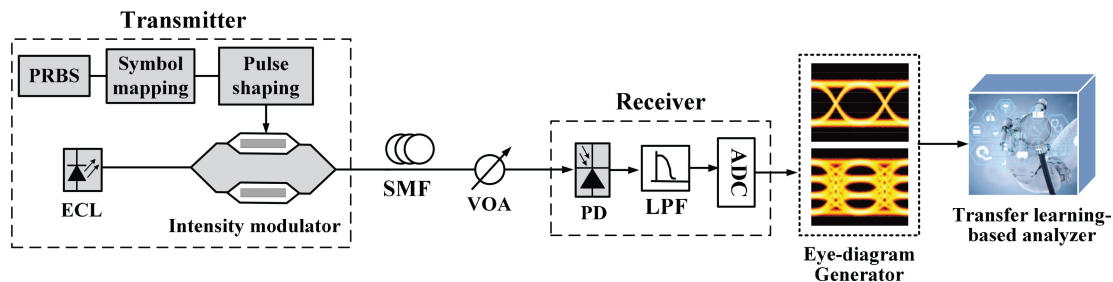 Transmitter
PRBS
Symbol
mapping
Pulse
shaping
ECL
Intensity modulator
SMF
VOA
Receiver
PD
LPF
ADC
Eye-diagram
Generator
Transfer learning-
based analyzer